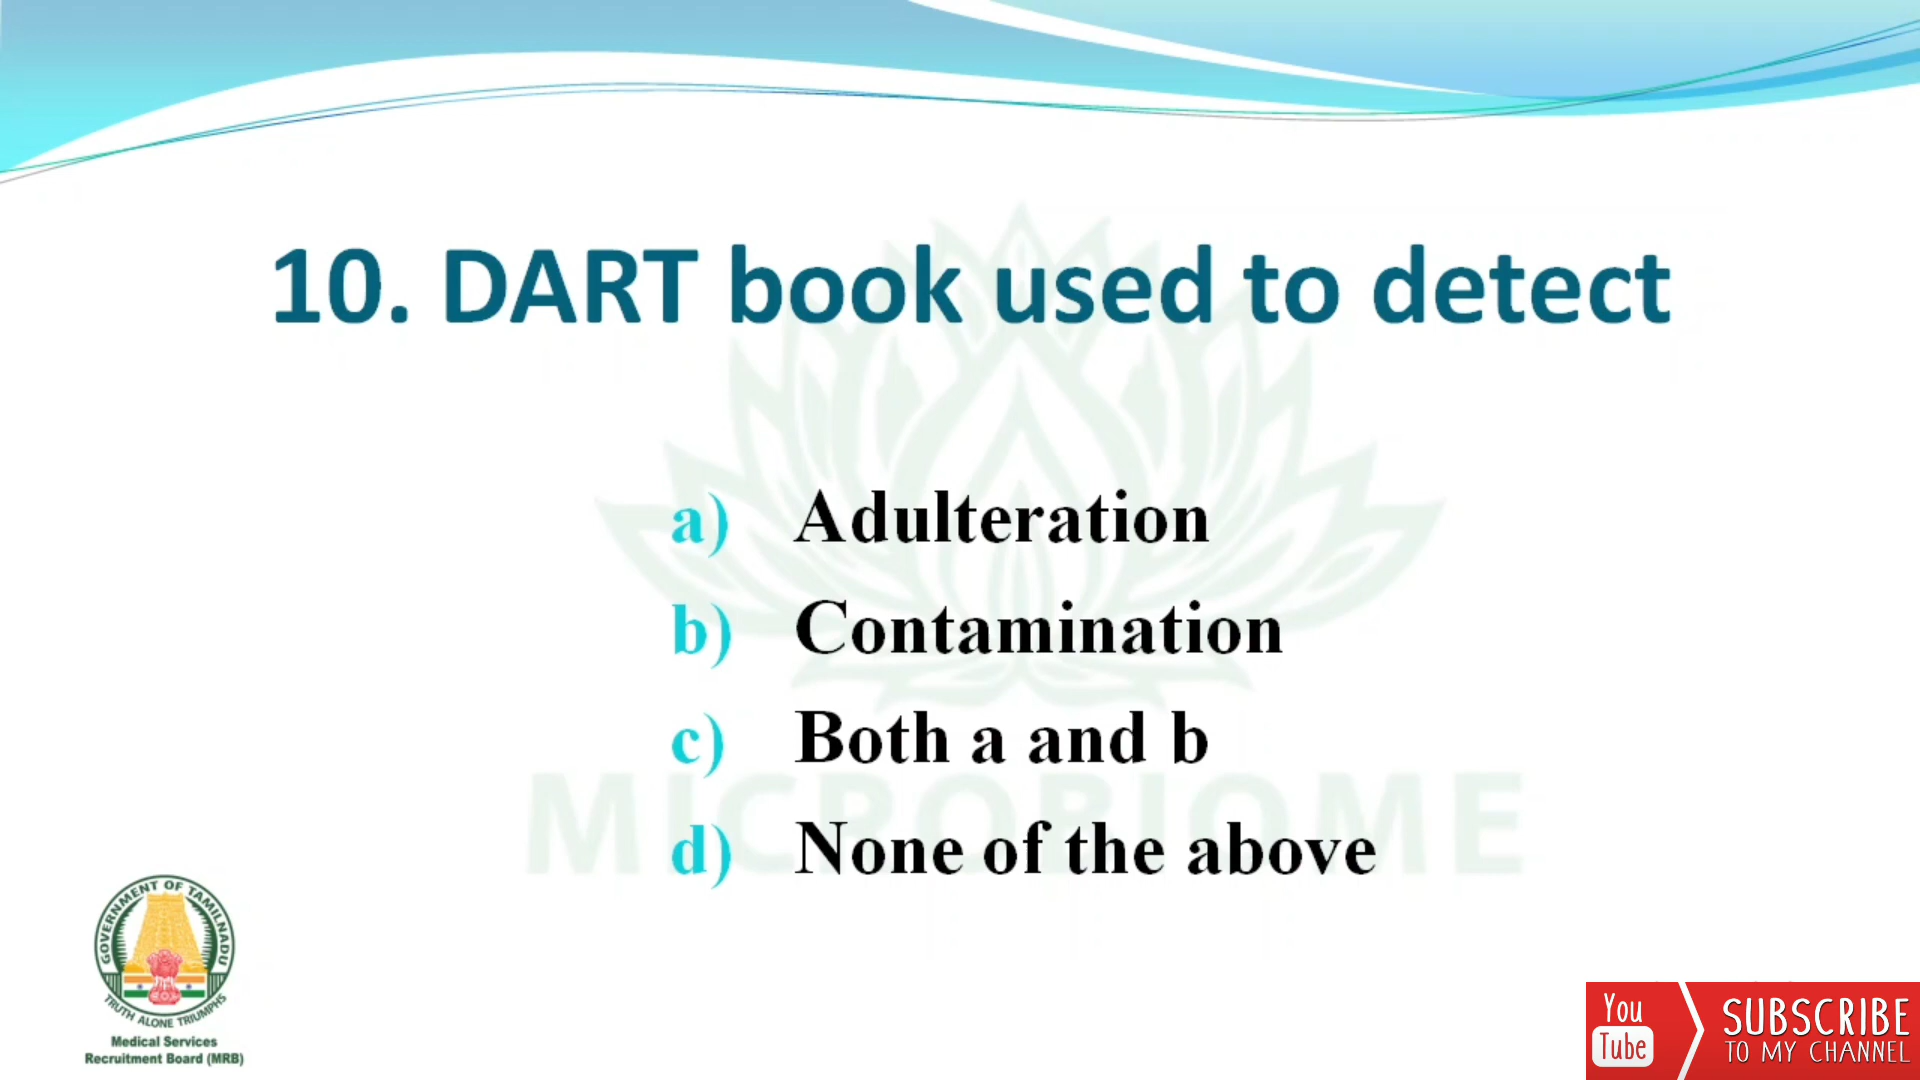 10. DART book used to detect
a) Adulteration
b) Contamination
c) Both a and b
d) None of the above
MICROBIOME
GOVERNMENT OF TAMILNADU
TRUTH ALONE TRIUMPHS
Medical Services
Recruitment Board (MRB)
You
Tube
SUBSCRIBE
TO MY CHANNEL